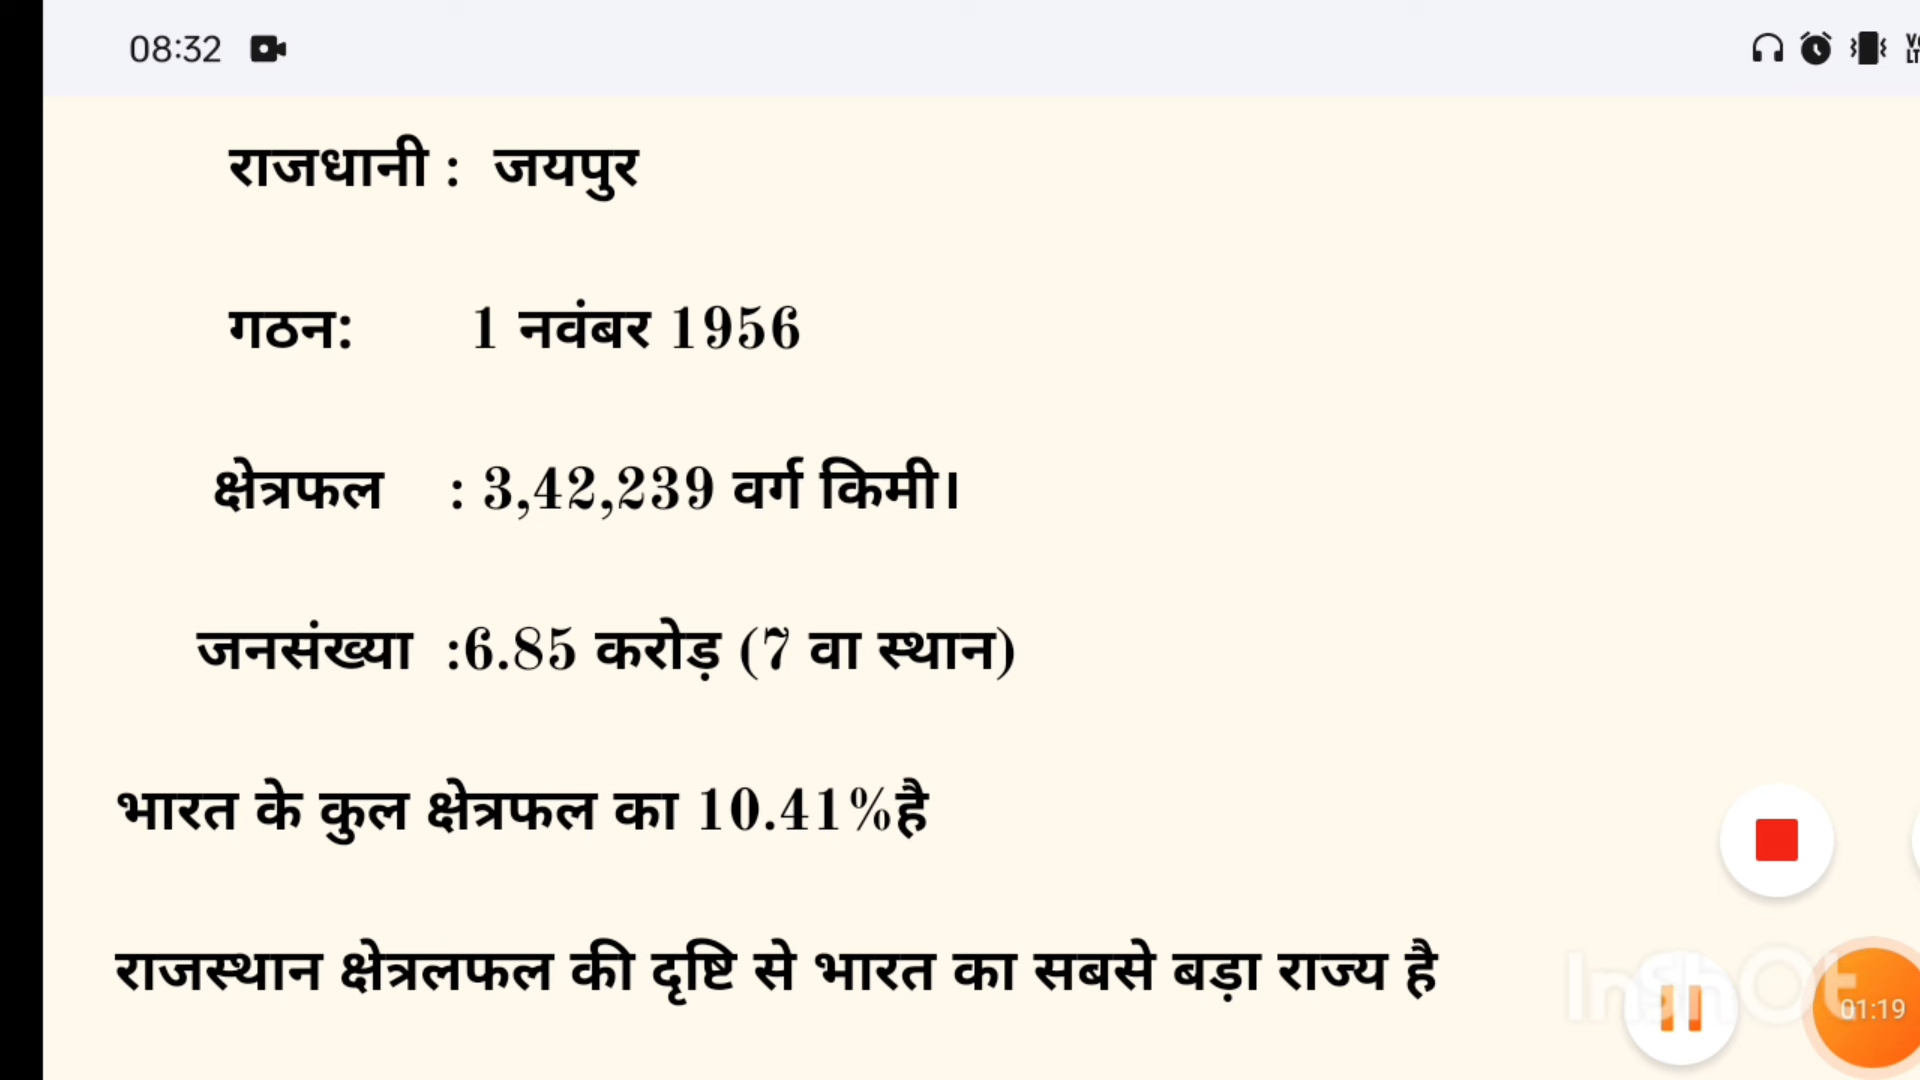 08:32
राजधानी : जयपुर
गठन: 1 नवंबर 1956
क्षेत्रफल : 3,42,239 वर्ग किमी।
जनसंख्या :6.85 करोड़ (7 वा स्थान)
भारत के कुल क्षेत्रफल का 10.41%है
राजस्थान क्षेत्रलफल की दृष्टि से भारत का सबसे बड़ा राज्य है
InShOt
01:19